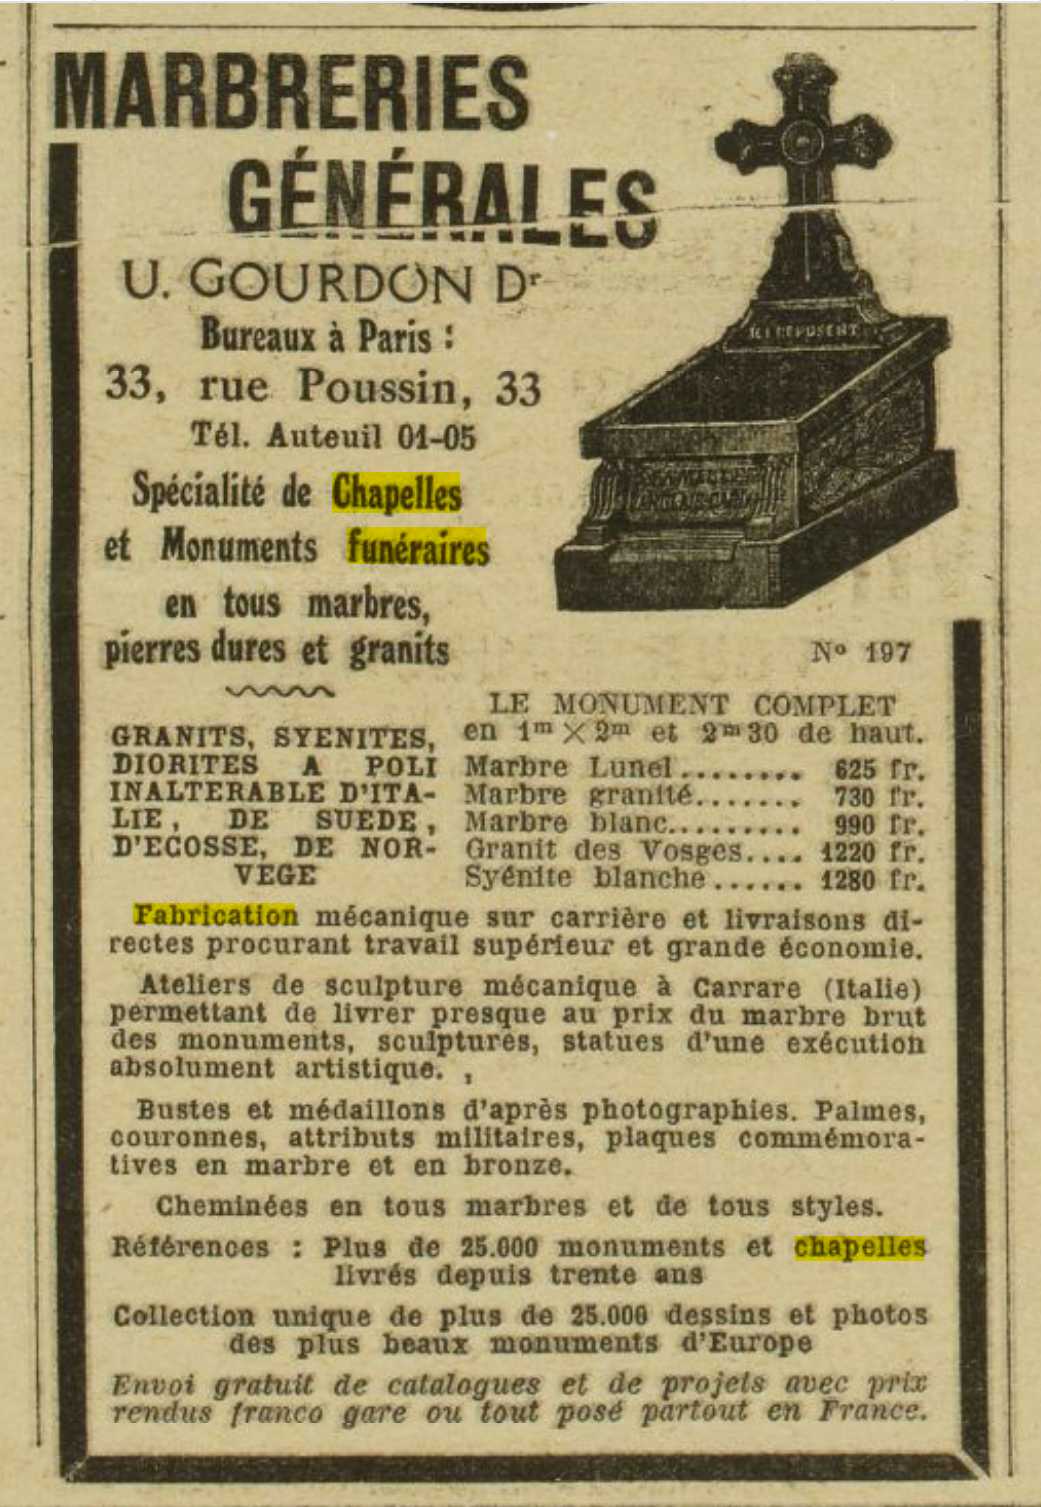 MARBRERIES
GÉNÉRALES
U. GOURDON Dr
Bureaux à Paris :
33, rue Poussin, 33
Tél. Auteuil 01-05
Spécialité de Chapelles
et Monuments funéraires
en tous marbres,
pierres dures et granits
GRANITS, SYENITES,
DIORITES A POLI
INALTERABLE D'ITA-
LIE, DE SUEDE,
D'ECOSSE, DE NOR-
VEGE
REPOSENT
N° 197
LE MONUMENT COMPLET
en 1m × 2m et 2m30 de haut.
Marbre Lunel ........ 625 fr.
Marbre granité....... 730 fr.
Marbre blanc......... 990 fr.
Granit des Vosges.... 1220 fr.
Syénite blanche ...... 1280 fr.
Fabrication mécanique sur carrière et livraisons di-
rectes procurant travail supérieur et grande économie.
Ateliers de sculpture mécanique à Carrare (Italie)
permettant de livrer presque au prix du marbre brut
des monuments, sculptures, statues d'une exécution
absolument artistique. ,
Bustes et médaillons d'après photographies. Palmes,
couronnes, attributs militaires, plaques commémora-
tives en marbre et en bronze.
Cheminées en tous marbres et de tous styles.
Références : Plus de 25.000 monuments et chapelles
livrés depuis trente ans
Collection unique de plus de 25.000 dessins et photos
des plus beaux monuments d'Europe
Envoi gratuit de catalogues et de projets avec prix
rendus franco gare ou tout posé partout en France.